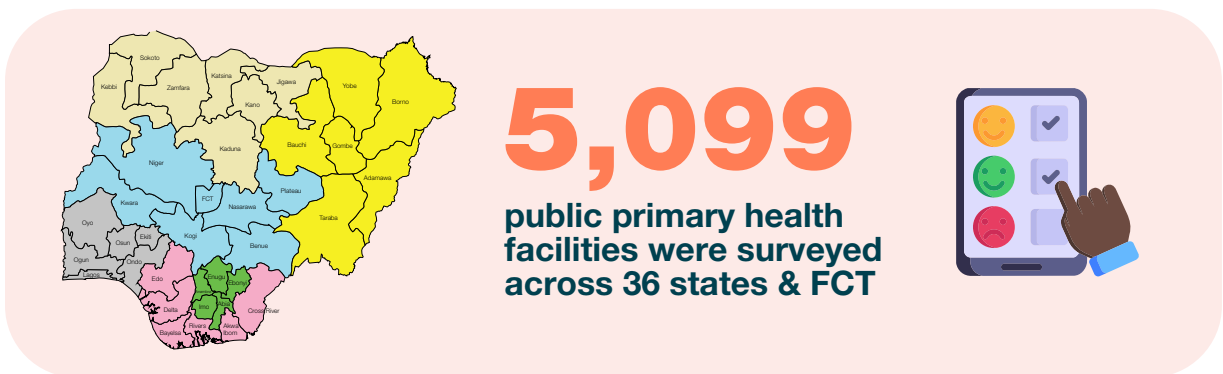 Sokoto
Katsina
Jigawa
Yobe
Kebbi
Zamfara
Kano
Borno
Kaduna
Bauchi
Gombe
Niger
Adamawa
Plateau
FCT
Kwara
Nasarawa
Taraba
Oyo
Kogi
Ekiti
Osun
Benue
Ogun
Ondo
Lagos
Edo
Enugu
Ebonyi
Imo
Abia
Delta
Cross River
Rivers
Akwa
Ibom
Bayelsa
5,099
public primary health
facilities were surveyed
across 36 states & FCT